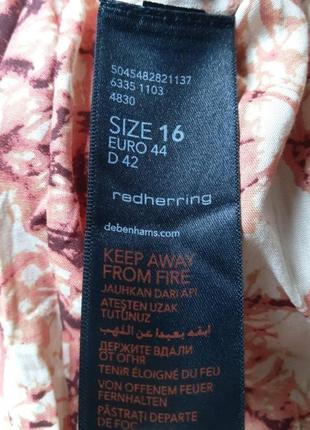 5045482821137
6335 1103
4830
SIZE 16
EURO 44
D 42
redherring
debenhams.com
KEEP AWAY
FROM FIRE
JAUHKAN DARI API
ATEŞTEN UZAK
TUTUNUZ
أبقه بعيدا عن اللهب
ДЕРЖИТЕ ВДАЛИ
ОТ ОГНЯ
TENIR ÉLOIGNÉ DU FEU
VON OFFENEM FEUER
FERNHALTEN
PĂSTRAŢI DEPARTE
DE FOC